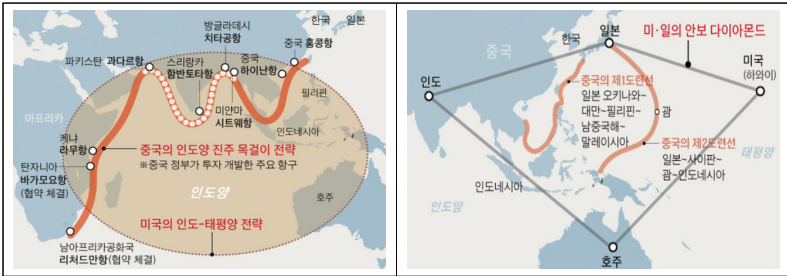 방글라데시
치타공항
한국
일본
파키스탄 과다르항
스리랑카
함반토타항
중국
하이난항
중국 홍콩항
필리핀
미얀마
시트웨항
아프리카
인도네시아
케냐
라무항
중국의 인도양 진주 목걸이 전략
※중국 정부가 투자 개발한 주요 항구
탄자니아
바가모요항
(협약 체결)
인도양
호주
미국의 인도-태평양 전략
남아프리카공화국
리처드만항(협약 체결)
일본
미·일의 안보 다이아몬드
한국
중국
미국
(하와이)
인도
중국의 제1도련선
일본 오키나와~
대만~필리핀~
남중국해~
말레이시아
괌
중국의 제2도련선
일본~사이판~
괌~인도네시아
태평양
인도네시아
인도양
호주